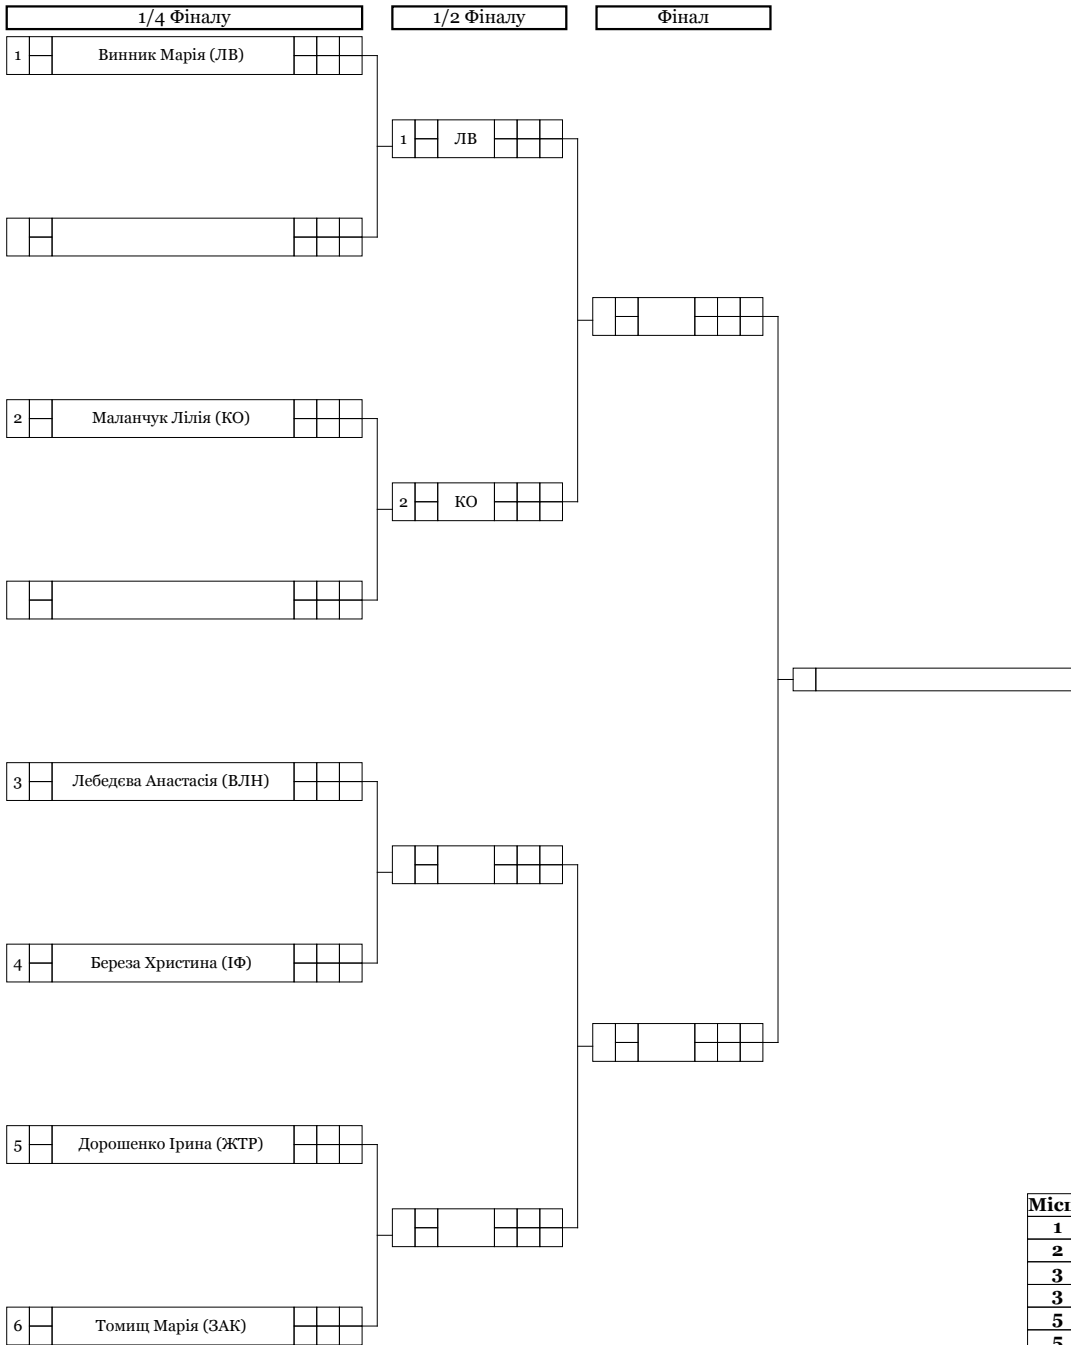 1/4 Фіналу 1/2 Фіналу Фінал
1 Винник Марія (ЛВ)
1 ЛВ
2 Маланчук Лілія (КО)
2 КО
3 Лебедєва Анастасія (ВЛН)
4 Береза Христина (ІФ)
5 Дорошенко Ірина (ЖТР)
Місц
1
2
3
3
5
6 Томищ Марія (ЗАК)
5